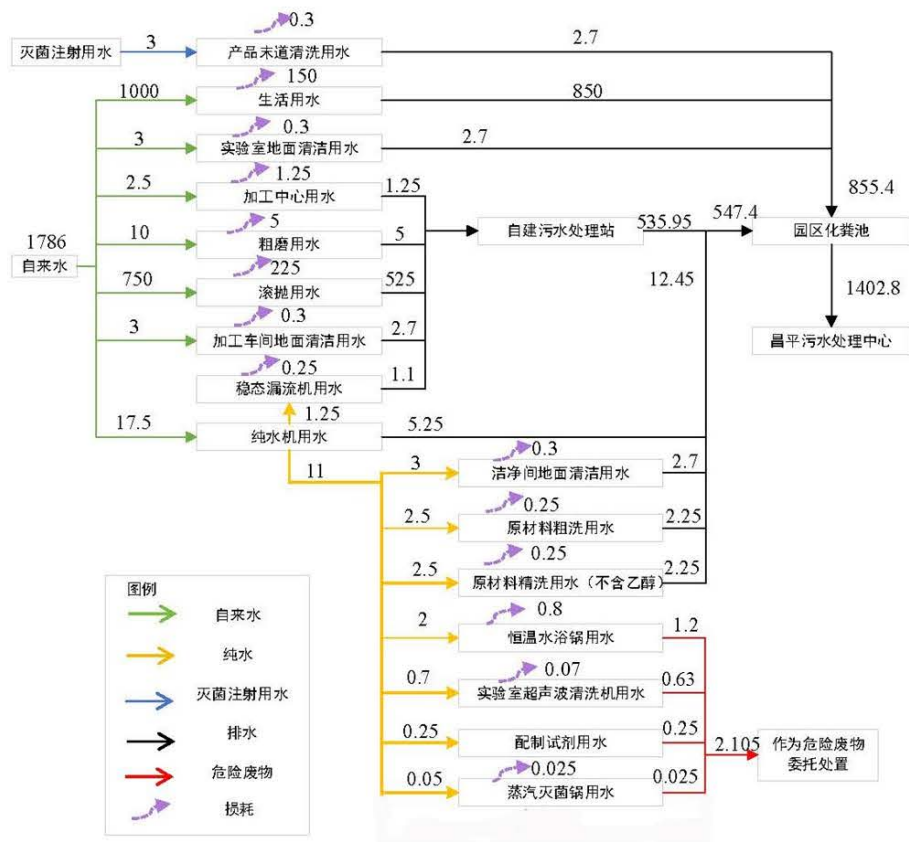 0.3
灭菌注射用水
3
产品末道清洗用水
2.7
150
1000
生活用水
850
0.3
3
实验室地面清洁用水
2.7
1.25
2.5
加工中心用水
1.25
855.4
5
1786
10
粗磨用水
5
自建污水处理站
535.95
547.4
园区化粪池
自来水
225
750
滚抛用水
525
12.45
1402.8
0.3
3
加工车间地面清洁用水
2.7
昌平污水处理中心
0.25
稳态漏流机用水
1.1
1.25
17.5
纯水机用水
5.25
0.3
11
3
洁净间地面清洁用水
2.7
0.25
2.5
原材料粗洗用水
2.25
0.25
2.5
原材料精洗用水（不含乙醇）
2.25
图例
自来水
纯水
灭菌注射用水
排水
危险废物
损耗
0.8
2
恒温水浴锅用水
1.2
0.07
0.7
实验室超声波清洗机用水
0.63
0.25
配制试剂用水
0.25
2.105
作为危险废物
委托处置
0.025
0.05
蒸汽灭菌锅用水
0.025